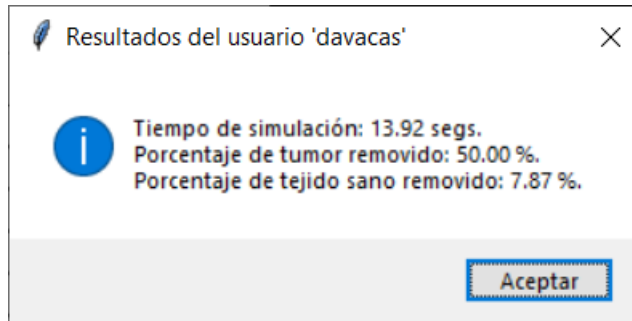 Resultados del usuario 'davacas'
Tiempo de simulación: 13.92 segs.
Porcentaje de tumor removido: 50.00 %.
Porcentaje de tejido sano removido: 7.87 %.
Aceptar